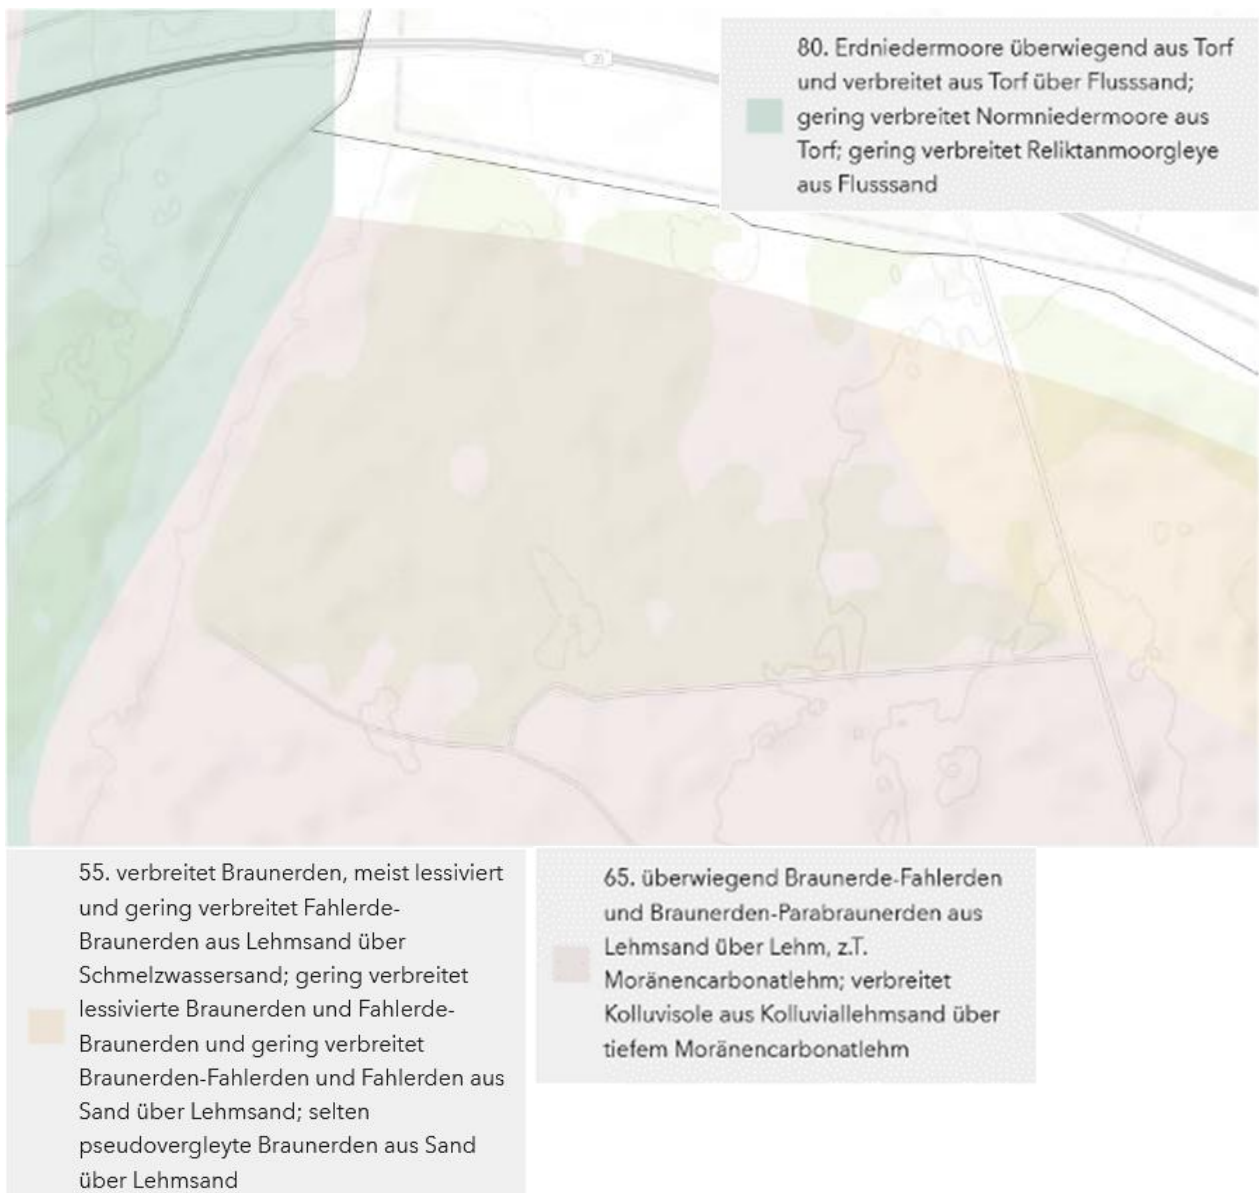 20
80. Erdniedermoore überwiegend aus Torf
und verbreitet aus Torf über Flusssand;
gering verbreitet Normniedermoore aus
Torf; gering verbreitet Reliktanmoorgleye
aus Flusssand
55. verbreitet Braunerden, meist lessiviert
und gering verbreitet Fahlerde-
Braunerden aus Lehmsand über
Schmelzwassersand; gering verbreitet
lessivierte Braunerden und Fahlerde-
Braunerden und gering verbreitet
Braunerden-Fahlerden und Fahlerden aus
Sand über Lehmsand; selten
pseudovergleyte Braunerden aus Sand
über Lehmsand
65. überwiegend Braunerde-Fahlerden
und Braunerden-Parabraunerden aus
Lehmsand über Lehm, z.T.
Moränencarbonatlehm; verbreitet
Kolluvisole aus Kolluviallehmsand über
tiefem Moränencarbonatlehm